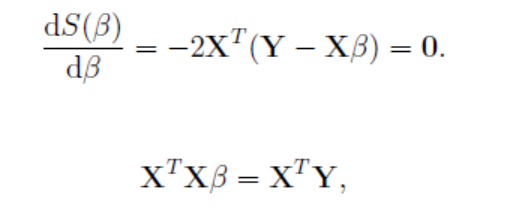 dS(β)/dβ = −2X^T(Y − Xβ) = 0.
X^T Xβ = X^T Y,